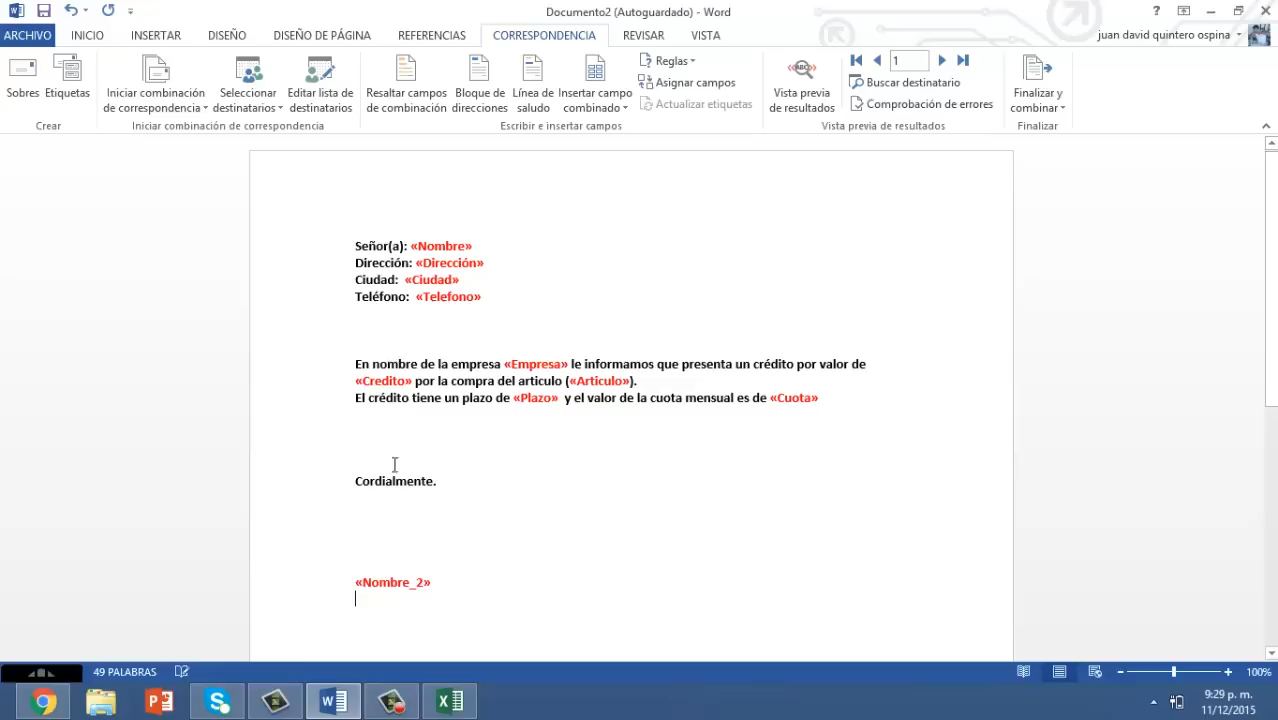 Documento2 (Autoguardado) - Word
ARCHIVO INICIO INSERTAR DISEÑO DISEÑO DE PÁGINA REFERENCIAS CORRESPONDENCIA REVISAR VISTA juan david quintero ospina
Sobres Etiquetas
Crear
Iniciar combinación de correspondencia
Seleccionar destinatarios
Editar lista de destinatarios
Iniciar combinación de correspondencia
Resaltar campos de combinación
Bloque de direcciones
Línea de saludo
Insertar campo combinado
Reglas
Asignar campos
Actualizar etiquetas
Escribir e insertar campos
«ABC»
Vista previa de resultados
1
Buscar destinatario
Comprobación de errores
Vista previa de resultados
Finalizar y combinar
Finalizar
Señor(a): «Nombre»
Dirección: «Dirección»
Ciudad: «Ciudad»
Teléfono: «Telefono»
En nombre de la empresa «Empresa» le informamos que presenta un crédito por valor de
«Credito» por la compra del articulo («Articulo»).
El crédito tiene un plazo de «Plazo» y el valor de la cuota mensual es de «Cuota»
Cordialmente.
«Nombre_2»
49 PALABRAS
100%
9:29 p. m.
11/12/2015